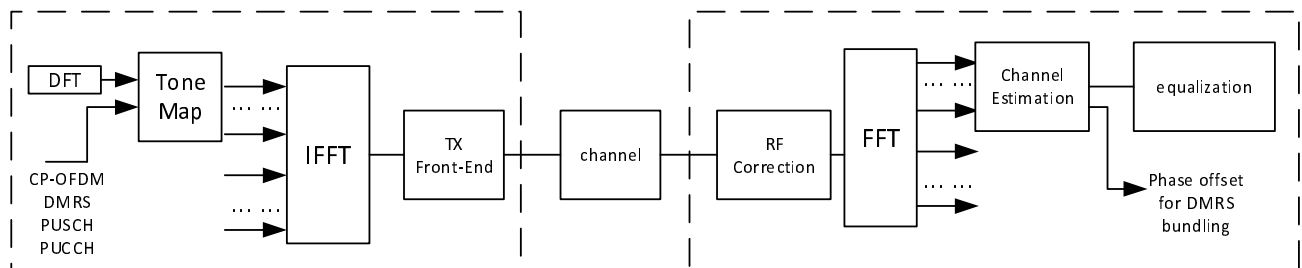 DFT
Tone
Map
... ...
... ...
CP-OFDM
DMRS
PUSCH
PUCCH
IFFT
TX
Front-End
channel
RF
Correction
FFT
... ...
... ...
Channel
Estimation
equalization
Phase offset
for DMRS
bundling